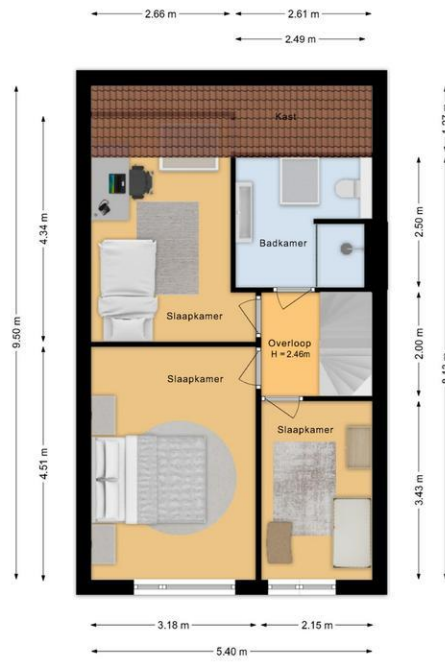 2.66 m
2.61 m
2.49 m
Kast
4.34 m
2.50 m
Badkamer
Slaapkamer
9.50 m
Overloop
H = 2.46m
2.00 m
Slaapkamer
Slaapkamer
4.51 m
3.43 m
3.18 m
2.15 m
5.40 m